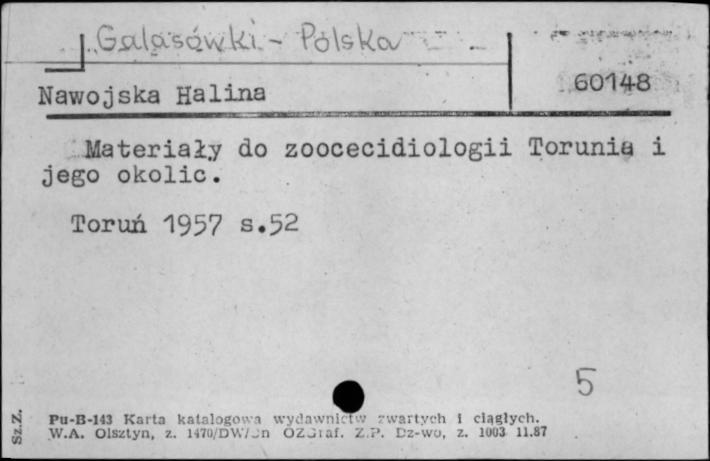 Galasówki - Polska
Nawojska Halina
60148
Materiały do zoocecidiologii Torunia i
jego okolic.
Toruń 1957 s.52
5
Sz.Z.
Pu-B-143 Karta katalogowa wydawnictw zwartych i ciągłych.
W.A. Olsztyn, z. 1470/DW/Dn OZGraf. Z.P. Dz-wo, z. 1003 11.87